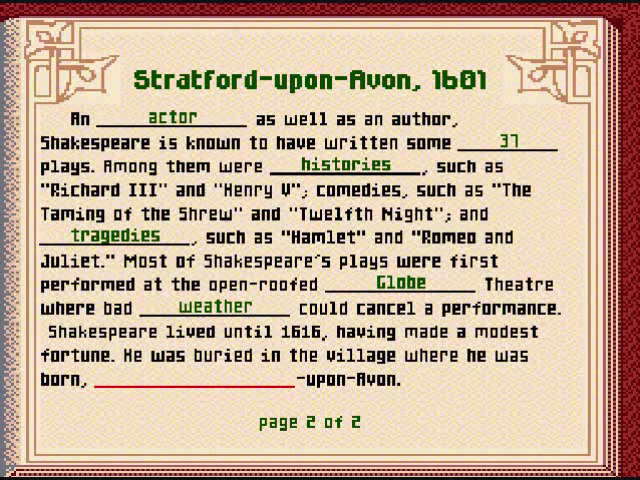 Stratford-upon-Avon, 1601
An actor as well as an author,
Shakespeare is known to have written some 37
plays. Among them were histories, such as
"Richard III" and "Henry V"; comedies, such as "The
Taming of the Shrew" and "Twelfth Night"; and
tragedies, such as "Hamlet" and "Romeo and
Juliet." Most of Shakespeare's plays were first
performed at the open-roofed Globe Theatre
where bad weather could cancel a performance.
Shakespeare lived until 1616, having made a modest
fortune. He was buried in the village where he was
born, ____________________-upon-Avon.
page 2 of 2